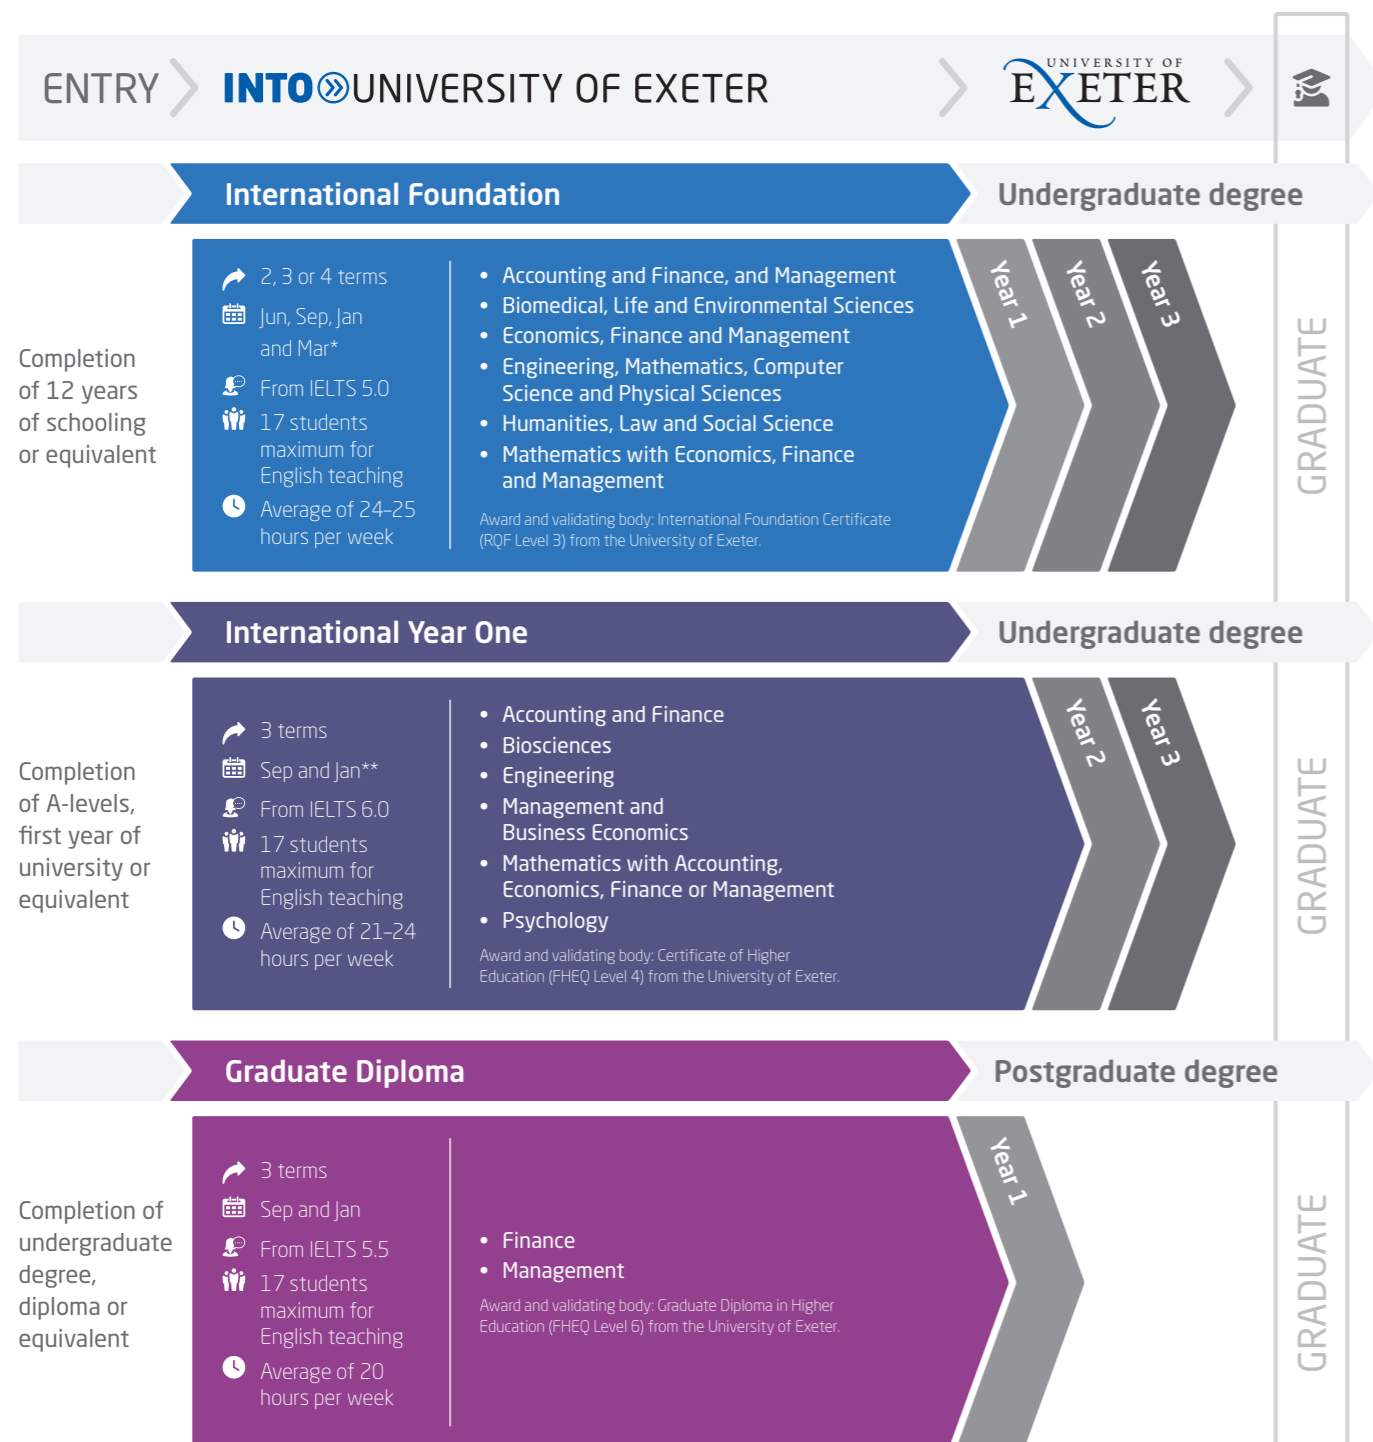 ENTRY
INTO UNIVERSITY OF EXETER
UNIVERSITY OF
EXETER
International Foundation
Undergraduate degree
Completion
of 12 years
of schooling
or equivalent
2, 3 or 4 terms
Jun, Sep, Jan
and Mar*
From IELTS 5.0
17 students
maximum for
English teaching
Average of 24–25
hours per week
• Accounting and Finance, and Management
• Biomedical, Life and Environmental Sciences
• Economics, Finance and Management
• Engineering, Mathematics, Computer
Science and Physical Sciences
• Humanities, Law and Social Science
• Mathematics with Economics, Finance
and Management
Award and validating body: International Foundation Certificate
(RQF Level 3) from the University of Exeter.
Year 1
Year 2
Year 3
GRADUATE
International Year One
Undergraduate degree
Completion
of A-levels,
first year of
university or
equivalent
3 terms
Sep and Jan**
From IELTS 6.0
17 students
maximum for
English teaching
Average of 21–24
hours per week
• Accounting and Finance
• Biosciences
• Engineering
• Management and
Business Economics
• Mathematics with Accounting,
Economics, Finance or Management
• Psychology
Award and validating body: Certificate of Higher
Education (FHEQ Level 4) from the University of Exeter.
Year 2
Year 3
GRADUATE
Graduate Diploma
Postgraduate degree
Completion of
undergraduate
degree,
diploma or
equivalent
3 terms
Sep and Jan
From IELTS 5.5
17 students
maximum for
English teaching
Average of 20
hours per week
• Finance
• Management
Award and validating body: Graduate Diploma in Higher
Education (FHEQ Level 6) from the University of Exeter.
Year 1
GRADUATE